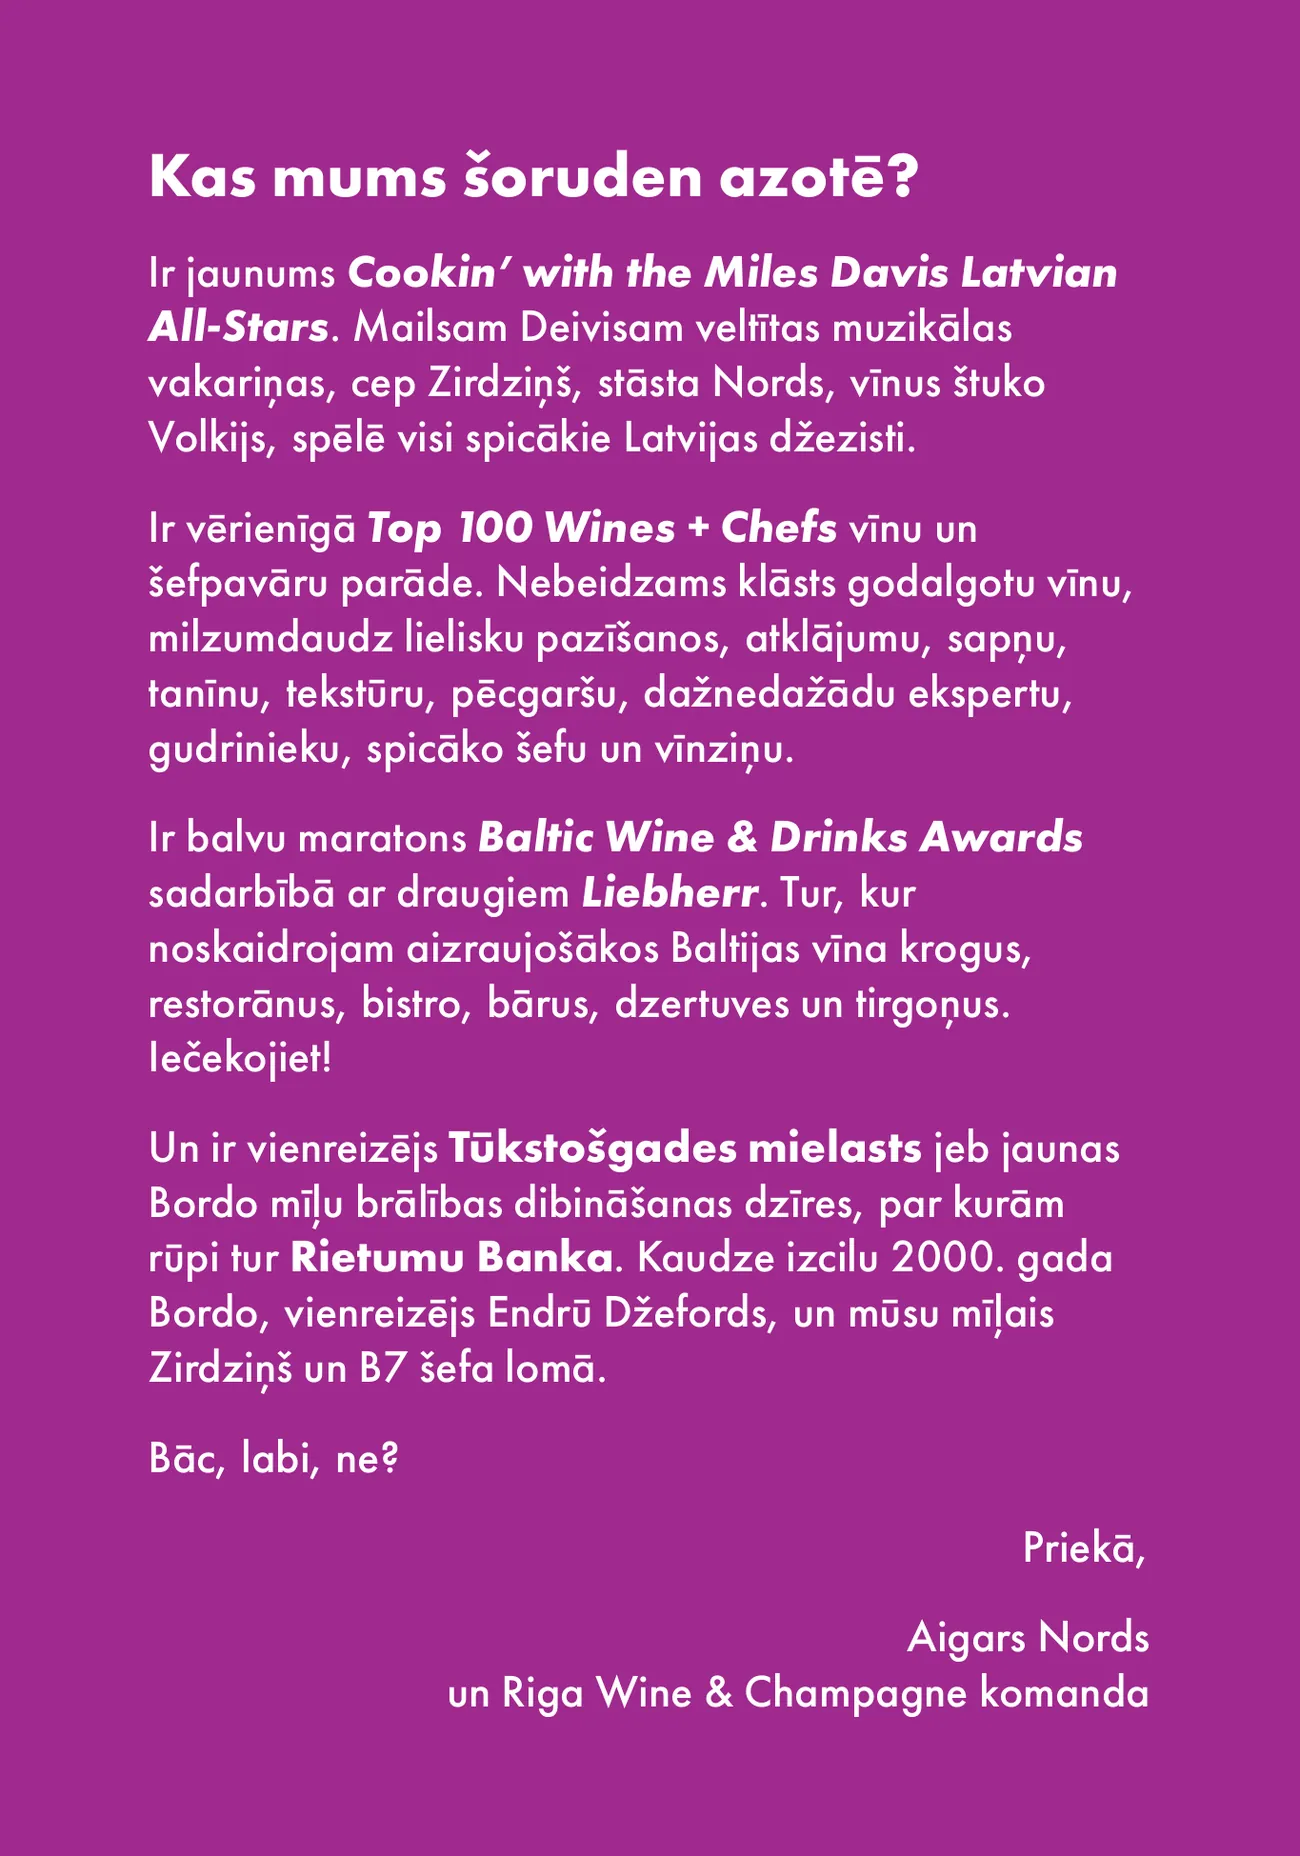 Kas mums šoruden azotē?
Ir jaunums Cookin’ with the Miles Davis Latvian
All-Stars. Mailsam Deivisam veltītas muzikālas
vakariņas, cep Zirdziņš, stāsta Nords, vīnus štuko
Volkijs, spēlē visi spicākie Latvijas džezisti.
Ir vērienīgā Top 100 Wines + Chefs vīnu un
šefpavāru parāde. Nebeidzams klāsts godalgotu vīnu,
milzumdaudz lielisku pazīšanos, atklājumu, sapņu,
tanīnu, tekstūru, pēcgaršu, dažnedažādu ekspertu,
gudrinieku, spicāko šefu un vīnziņu.
Ir balvu maratons Baltic Wine & Drinks Awards
sadarbībā ar draugiem Liebherr. Tur, kur
noskaidrojam aizraujošākos Baltijas vīna krogus,
restorānus, bistro, bārus, dzertuves un tirgoņus.
Iečekojiet!
Un ir vienreizējs Tūkstošgades mielasts jeb jaunas
Bordo mīļu brālības dibināšanas dzīres, par kurām
rūpi tur Rietumu Banka. Kaudze izcilu 2000. gada
Bordo, vienreizējs Endrū Džefords, un mūsu mīļais
Zirdziņš un B7 šefa lomā.
Bāc, labi, ne?
Priekā,
Aigars Nords
un Riga Wine & Champagne komanda